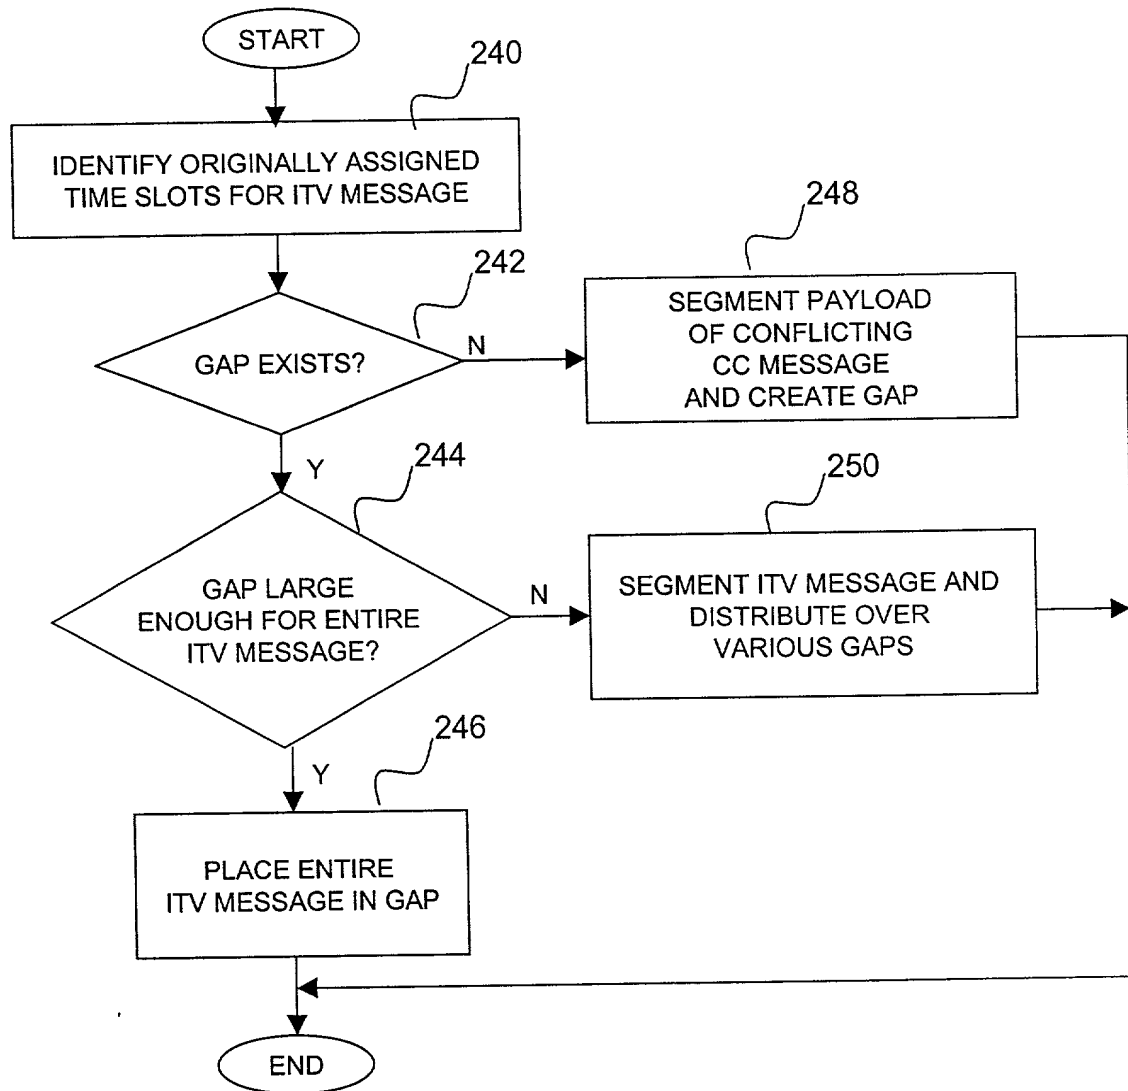 START
240
IDENTIFY ORIGINALLY ASSIGNED
TIME SLOTS FOR ITV MESSAGE
242
GAP EXISTS?
N
248
SEGMENT PAYLOAD
OF CONFLICTING
CC MESSAGE
AND CREATE GAP
Y
244
GAP LARGE
ENOUGH FOR ENTIRE
ITV MESSAGE?
N
250
SEGMENT ITV MESSAGE AND
DISTRIBUTE OVER
VARIOUS GAPS
Y
246
PLACE ENTIRE
ITV MESSAGE IN GAP
END